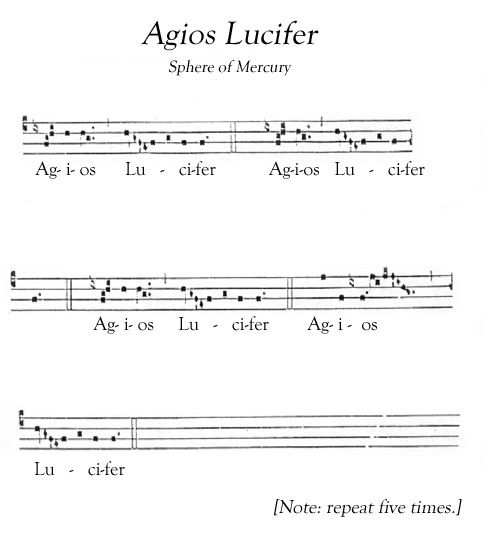 Agios Lucifer
Sphere of Mercury
Ag- i- os Lu - ci-fer Ag-i-os Lu - ci-fer
Ag- i- os Lu - ci-fer Ag- i - os
Lu - ci-fer
[Note: repeat five times.]